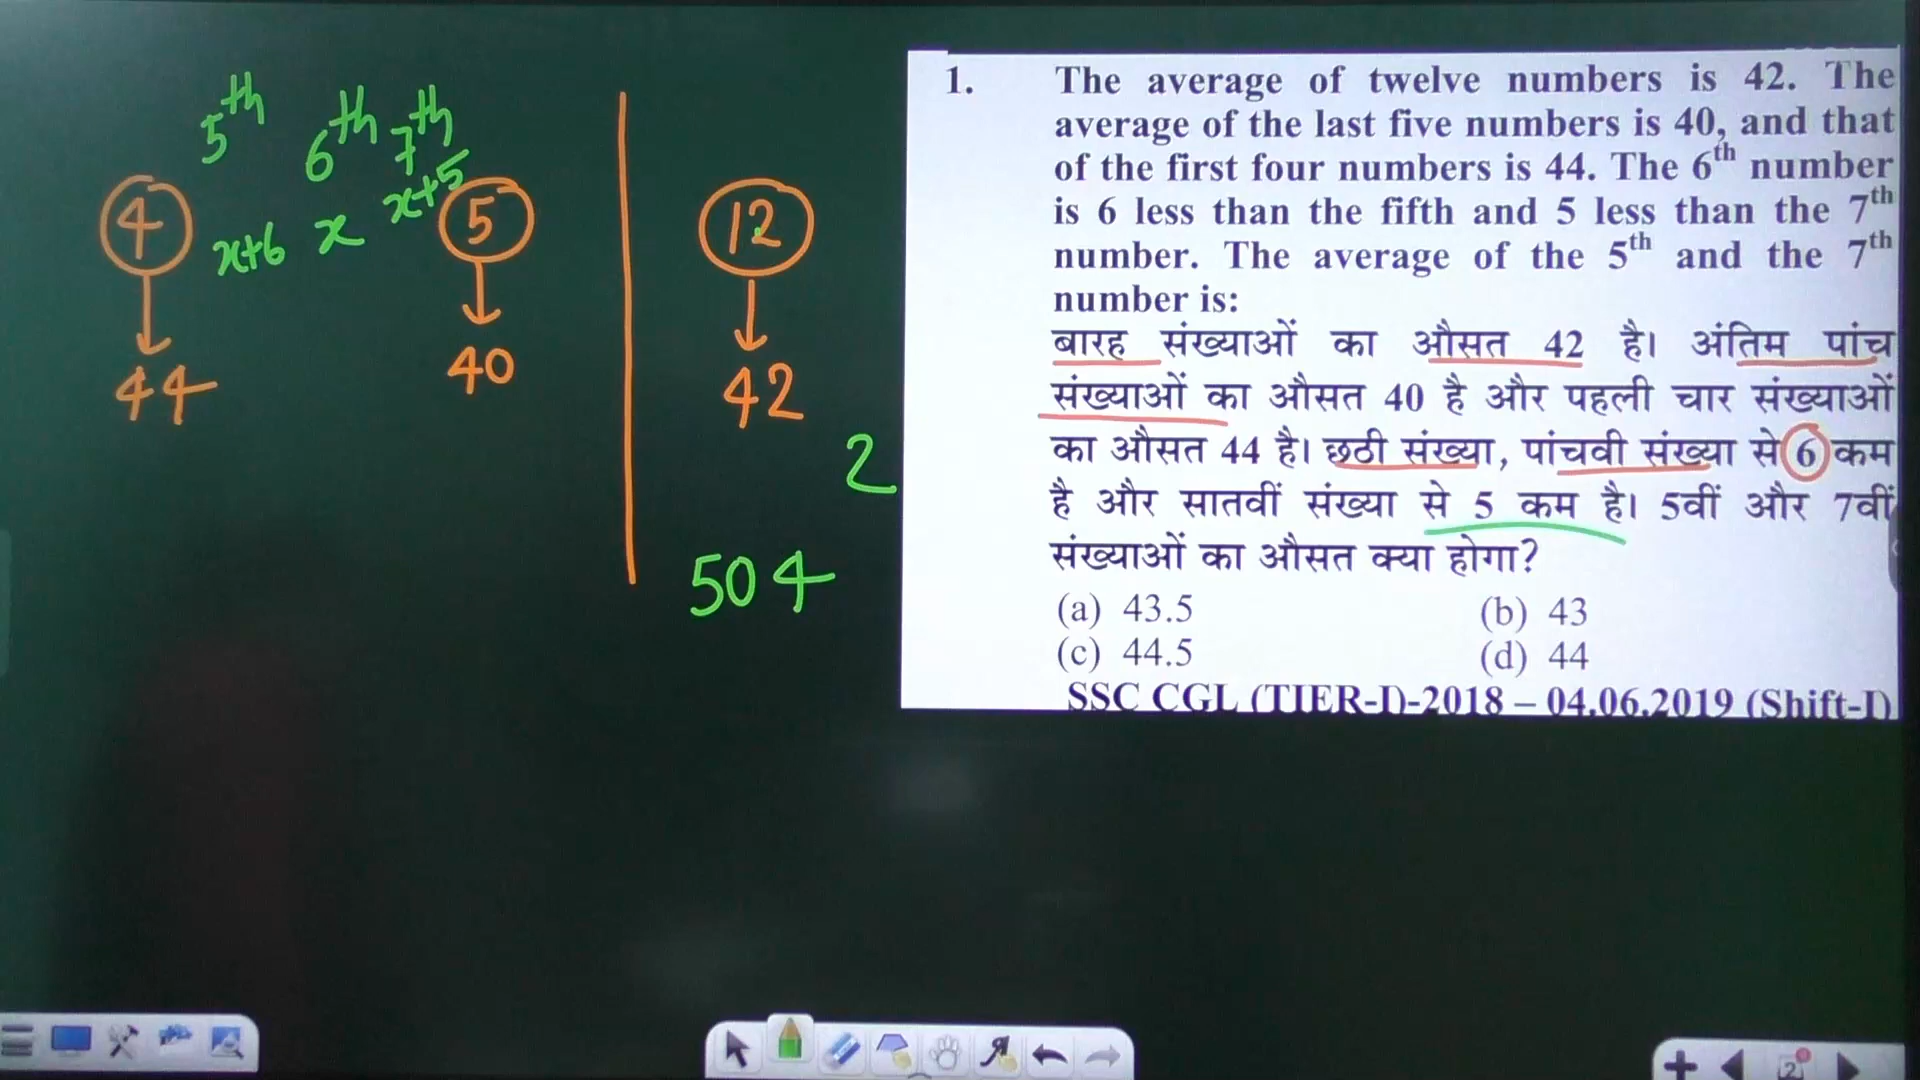 5th 6th 7th
4 x+6 x x+5 5 12
44 40 42
2
504
1. The average of twelve numbers is 42. The
average of the last five numbers is 40, and that
of the first four numbers is 44. The 6th number
is 6 less than the fifth and 5 less than the 7th
number. The average of the 5th and the 7th
number is:
बारह संख्याओं का औसत 42 है। अंतिम पांच
संख्याओं का औसत 40 है और पहली चार संख्याओं
का औसत 44 है। छठी संख्या, पांचवी संख्या से 6 कम
है और सातवीं संख्या से 5 कम है। 5वीं और 7वीं
संख्याओं का औसत क्या होगा?
(a) 43.5 (b) 43
(c) 44.5 (d) 44
SSC CGL (TIER-I)-2018 – 04.06.2019 (Shift-I)
2